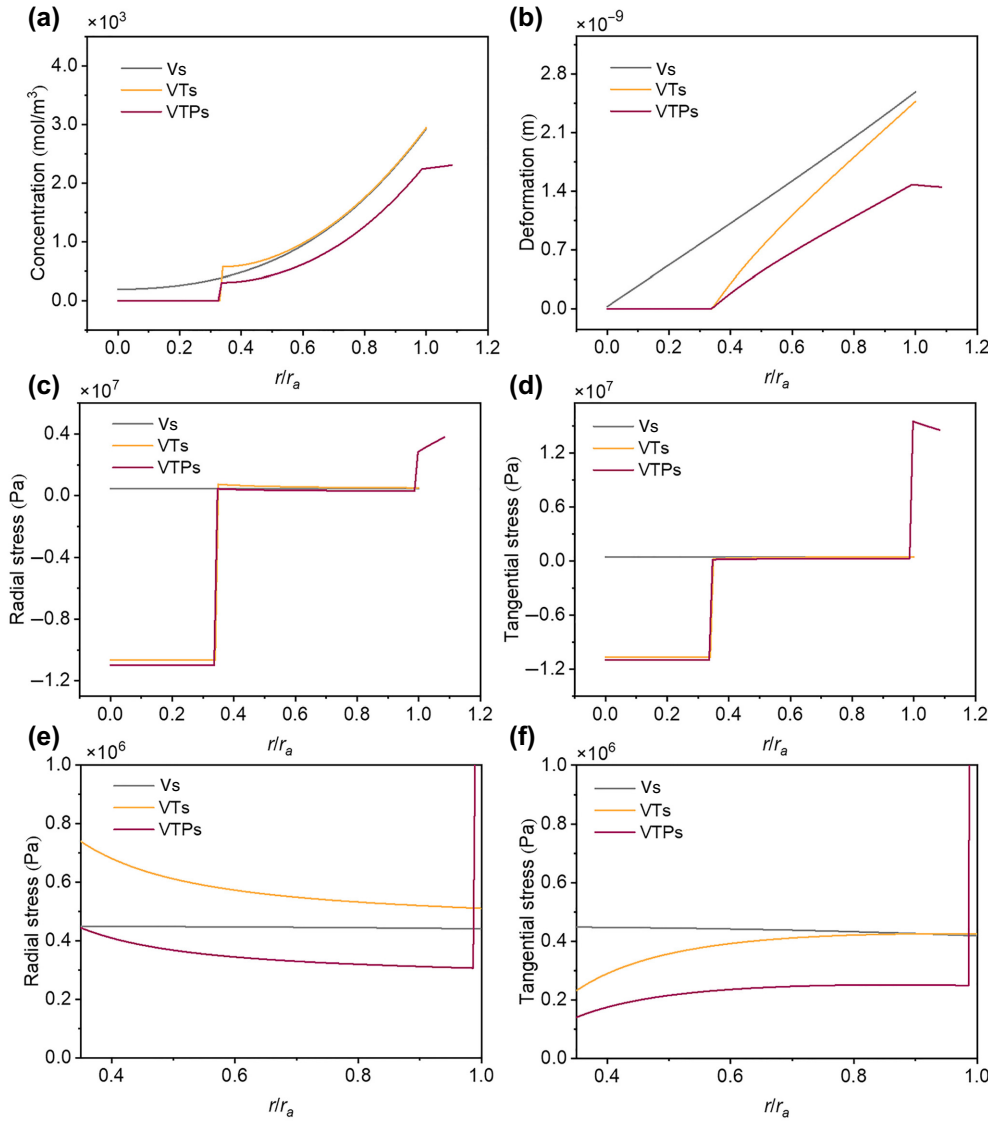 (a)
×10³
Concentration (mol/m³)
4.0
3.0
2.0
1.0
0.0
Vs
VTs
VTPs
0.0 0.2 0.4 0.6 0.8 1.0 1.2
r/rₐ
(b)
×10⁻⁹
Deformation (m)
2.8
2.1
1.4
0.7
0.0
Vs
VTs
VTPs
0.0 0.2 0.4 0.6 0.8 1.0 1.2
r/rₐ
(c)
×10⁷
Radial stress (Pa)
0.4
0.0
−0.4
−0.8
−1.2
Vs
VTs
VTPs
0.0 0.2 0.4 0.6 0.8 1.0 1.2
r/rₐ
(d)
×10⁷
Tangential stress (Pa)
1.2
0.6
0.0
−0.6
−1.2
Vs
VTs
VTPs
0.0 0.2 0.4 0.6 0.8 1.0 1.2
r/rₐ
(e)
×10⁶
Radial stress (Pa)
1.0
0.8
0.6
0.4
0.2
0.0
Vs
VTs
VTPs
0.4 0.6 0.8 1.0
r/rₐ
(f)
×10⁶
Tangential stress (Pa)
1.0
0.8
0.6
0.4
0.2
0.0
Vs
VTs
VTPs
0.4 0.6 0.8 1.0
r/rₐ